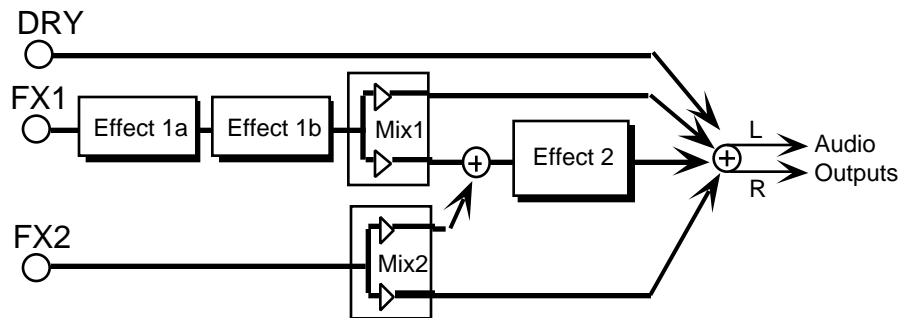 DRY
FX1
Effect 1a
Effect 1b
Mix1
Effect 2
L
Audio
Outputs
R
FX2
Mix2